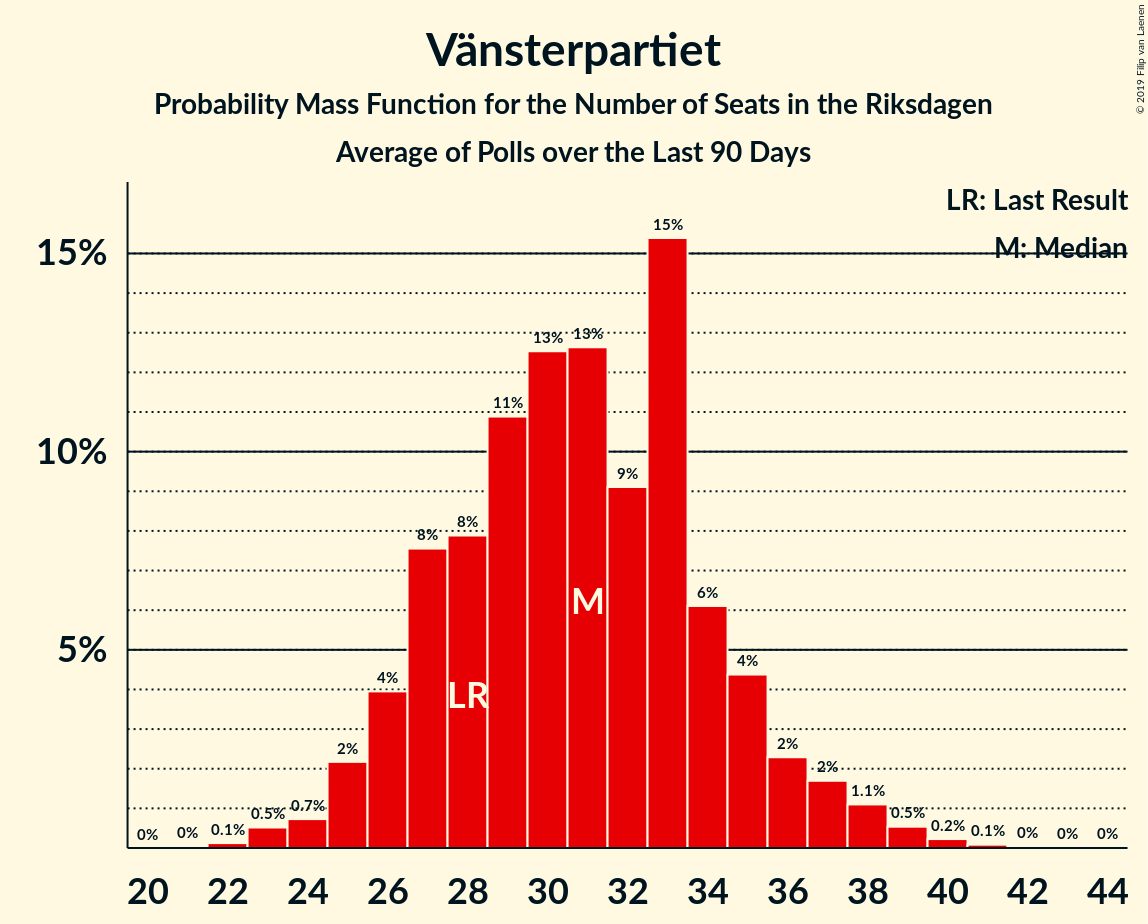 Vänsterpartiet
Probability Mass Function for the Number of Seats in the Riksdagen
Average of Polls over the Last 90 Days
© 2019 Filip van Laenen
LR: Last Result
M: Median
15%
10%
5%
0% 0% 0.1% 0.5% 0.7% 2% 4% 8% 8% 11% 13% 13% 9% 15% 6% 4% 2% 2% 1.1% 0.5% 0.2% 0.1% 0% 0% 0%
LR
M
20 22 24 26 28 30 32 34 36 38 40 42 44